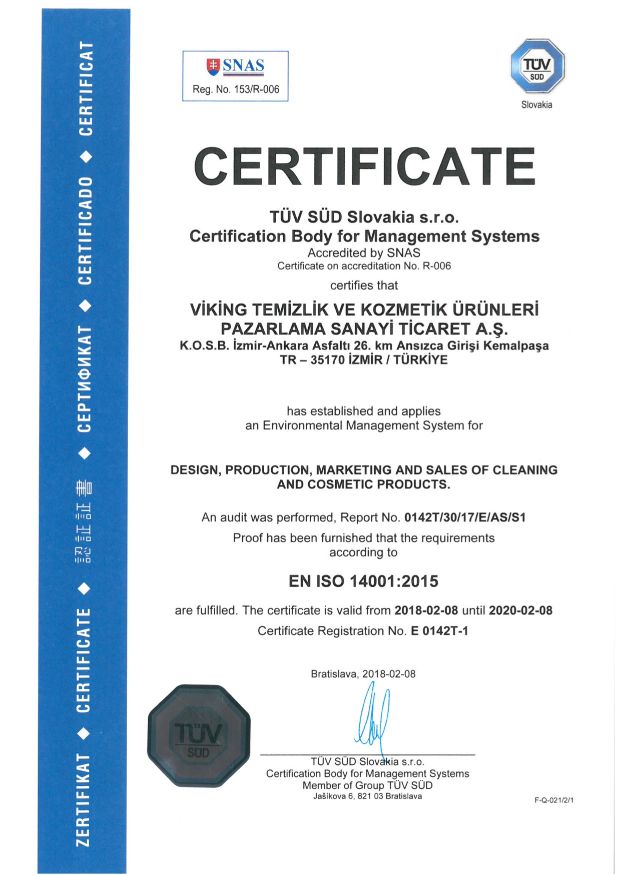 SNAS
Reg. No. 153/R-006
TÜV
SÜD
Slovakia
CERTIFICATE
TÜV SÜD Slovakia s.r.o.
Certification Body for Management Systems
Accredited by SNAS
Certificate on accreditation No. R-006
certifies that
VİKİNG TEMİZLİK VE KOZMETİK ÜRÜNLERİ
PAZARLAMA SANAYİ TİCARET A.Ş.
K.O.S.B. İzmir-Ankara Asfaltı 26. km Ansızca Girişi Kemalpaşa
TR – 35170 İZMİR / TÜRKİYE
has established and applies
an Environmental Management System for
DESIGN, PRODUCTION, MARKETING AND SALES OF CLEANING
AND COSMETIC PRODUCTS.
An audit was performed, Report No. 0142T/30/17/E/AS/S1
Proof has been furnished that the requirements
according to
EN ISO 14001:2015
are fulfilled. The certificate is valid from 2018-02-08 until 2020-02-08
Certificate Registration No. E 0142T-1
Bratislava, 2018-02-08
TÜV
SÜD
TÜV SÜD Slovakia s.r.o.
Certification Body for Management Systems
Member of Group TÜV SÜD
Jašíkova 6, 821 03 Bratislava
F-Q-021/2/1
ZERTIFIKAT ◆ CERTIFICATE ◆ 認証証書 ◆ СЕРТИФИКАТ ◆ CERTIFICADO ◆ CERTIFICAT